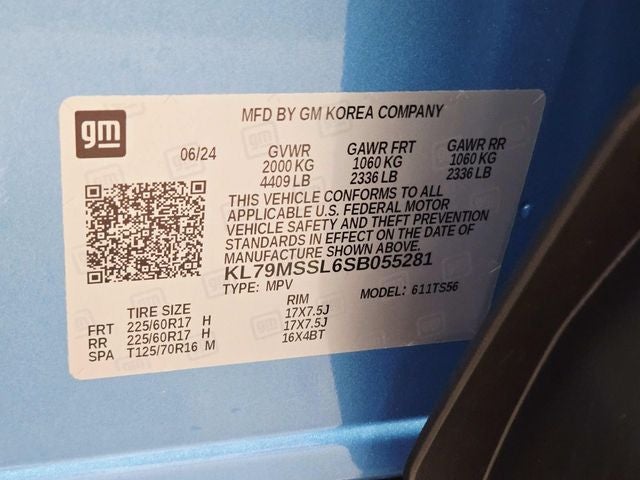 gm
MFD BY GM KOREA COMPANY
06/24 GVWR GAWR FRT GAWR RR
2000 KG 1060 KG 1060 KG
4409 LB 2336 LB 2336 LB
THIS VEHICLE CONFORMS TO ALL
APPLICABLE U.S. FEDERAL MOTOR
VEHICLE SAFETY AND THEFT PREVENTION
STANDARDS IN EFFECT ON THE DATE OF
MANUFACTURE SHOWN ABOVE.
KL79MSSL6SB055281
TYPE: MPV MODEL: 611TS56
TIRE SIZE RIM
FRT 225/60R17 H 17X7.5J
RR 225/60R17 H 17X7.5J
SPA T125/70R16 M 16X4BT